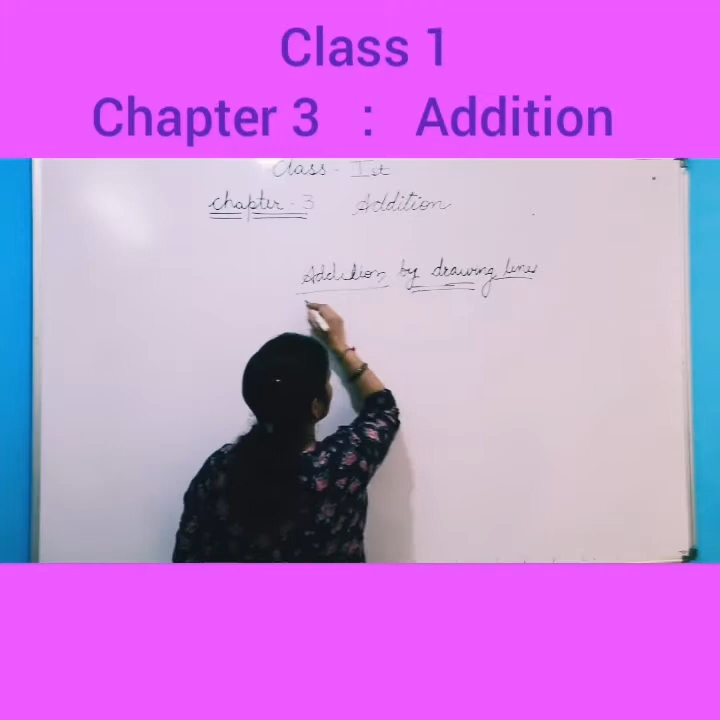 Class 1
Chapter 3 : Addition
Class - Ist
chapter - 3 Addition
Addition by drawing lines